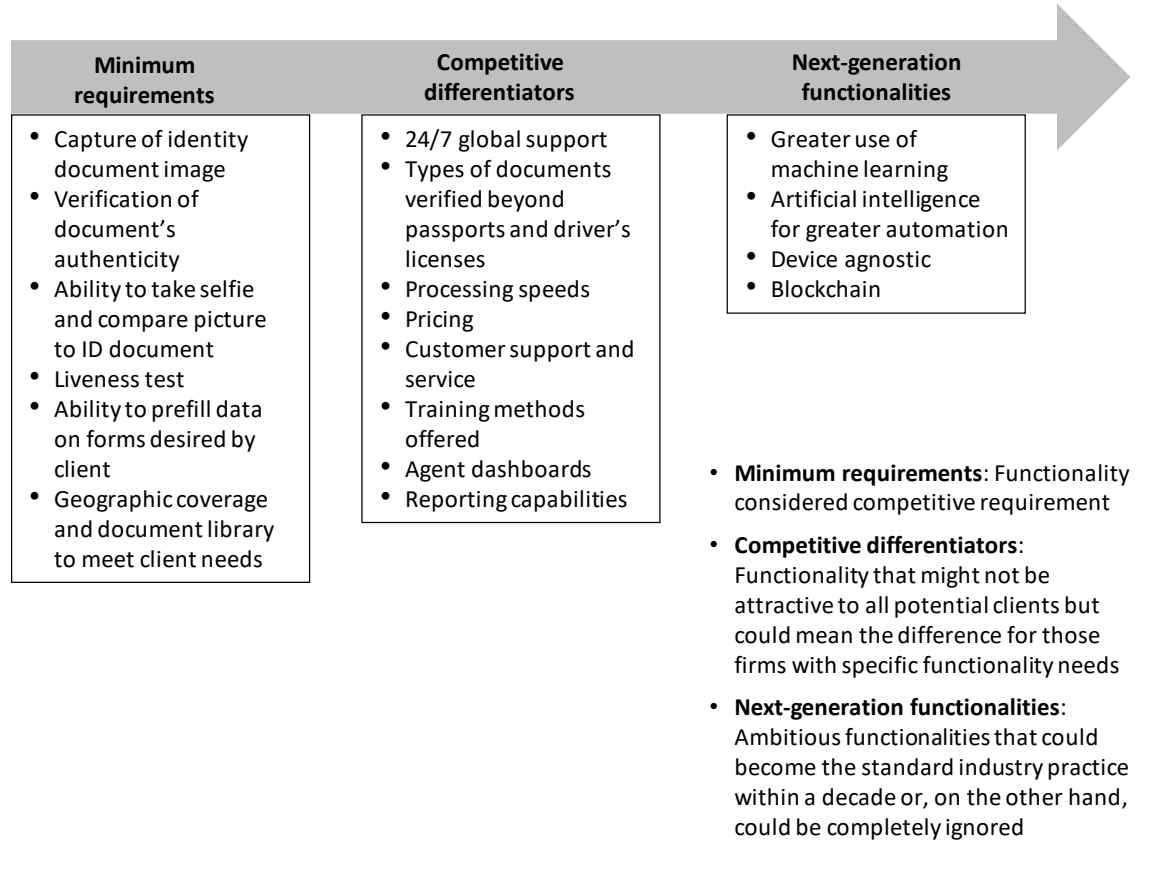 Minimum
requirements
• Capture of identity
document image
• Verification of
document’s
authenticity
• Ability to take selfie
and compare picture
to ID document
• Liveness test
• Ability to prefill data
on forms desired by
client
• Geographic coverage
and document library
to meet client needs
Competitive
differentiators
• 24/7 global support
• Types of documents
verified beyond
passports and driver’s
licenses
• Processing speeds
• Pricing
• Customer support and
service
• Training methods
offered
• Agent dashboards
• Reporting capabilities
Next-generation
functionalities
• Greater use of
machine learning
• Artificial intelligence
for greater automation
• Device agnostic
• Blockchain
• Minimum requirements: Functionality
considered competitive requirement
• Competitive differentiators:
Functionality that might not be
attractive to all potential clients but
could mean the difference for those
firms with specific functionality needs
• Next-generation functionalities:
Ambitious functionalities that could
become the standard industry practice
within a decade or, on the other hand,
could be completely ignored